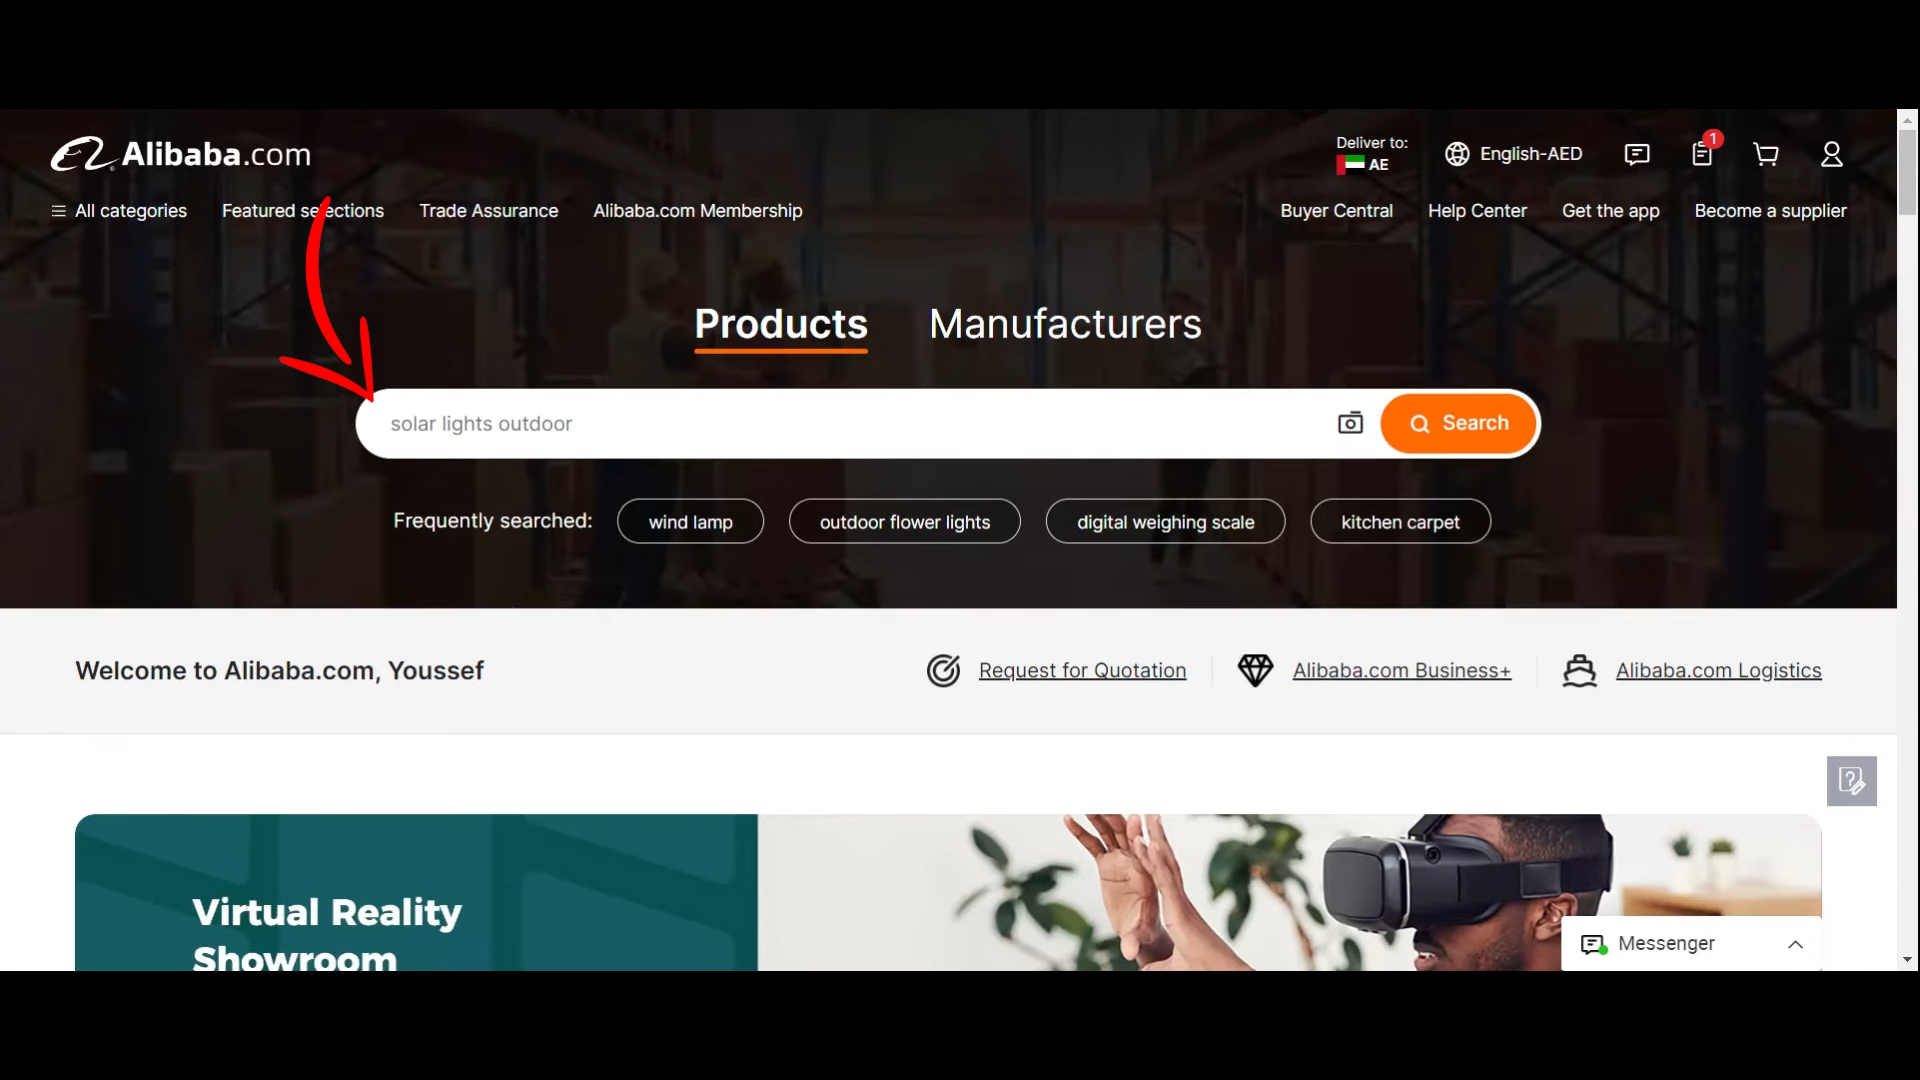 Alibaba.com
Deliver to:
AE
English-AED
1
All categories
Featured selections
Trade Assurance
Alibaba.com Membership
Buyer Central
Help Center
Get the app
Become a supplier
Products
Manufacturers
solar lights outdoor
Search
Frequently searched:
wind lamp
outdoor flower lights
digital weighing scale
kitchen carpet
Welcome to Alibaba.com, Youssef
Request for Quotation
Alibaba.com Business+
Alibaba.com Logistics
Virtual Reality
Showroom
Messenger